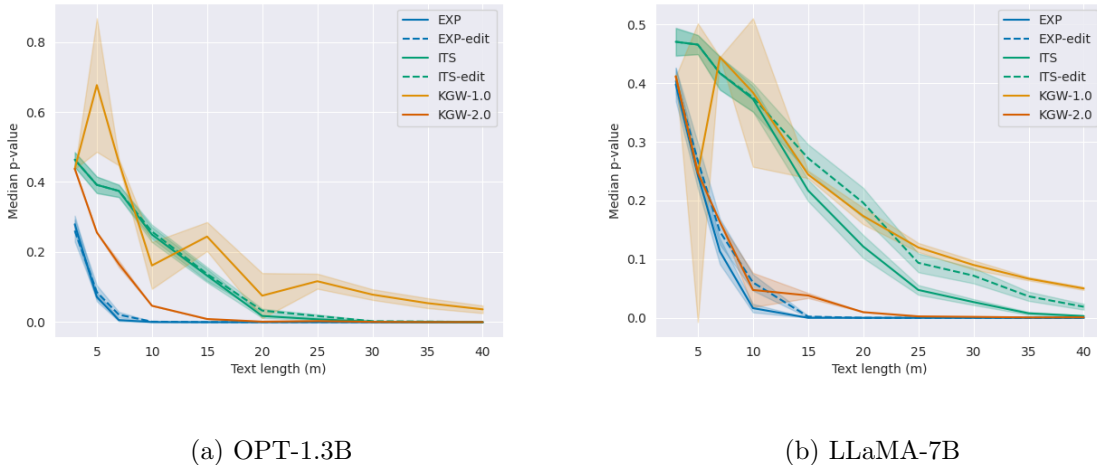 EXP
EXP-edit
ITS
ITS-edit
KGW-1.0
KGW-2.0
0.8
0.6
0.4
0.2
0.0
Median p-value
5 10 15 20 25 30 35 40
Text length (m)
(a) OPT-1.3B
EXP
EXP-edit
ITS
ITS-edit
KGW-1.0
KGW-2.0
0.5
0.4
0.3
0.2
0.1
0.0
Median p-value
5 10 15 20 25 30 35 40
Text length (m)
(b) LLaMA-7B